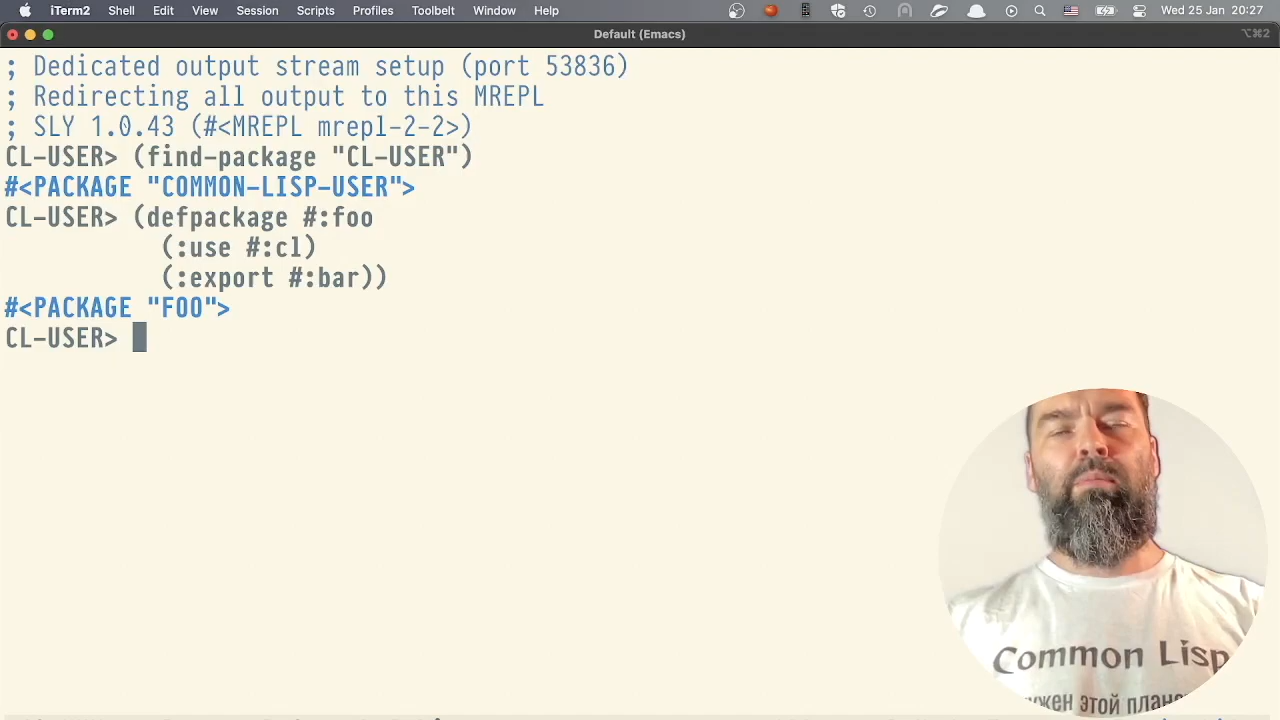 iTerm2 Shell Edit View Session Scripts Profiles Toolbelt Window Help Wed 25 Jan 20:27
Default (Emacs) ⌥⌘2
; Dedicated output stream setup (port 53836)
; Redirecting all output to this MREPL
; SLY 1.0.43 (#<MREPL mrepl-2-2>)
CL-USER> (find-package "CL-USER")
#<PACKAGE "COMMON-LISP-USER">
CL-USER> (defpackage #:foo
(:use #:cl)
(:export #:bar))
#<PACKAGE "FOO">
CL-USER>
Common Lisp
этой